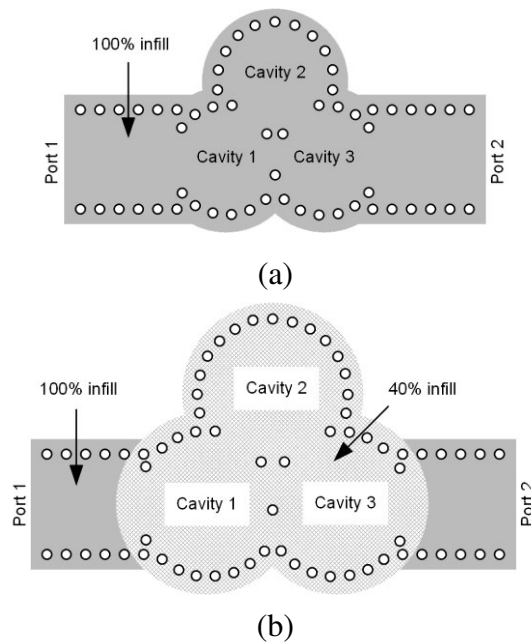 100% infill
Cavity 2
Port 1
Cavity 1
Cavity 3
Port 2
(a)
100% infill
Cavity 2
40% infill
Port 1
Cavity 1
Cavity 3
Port 2
(b)